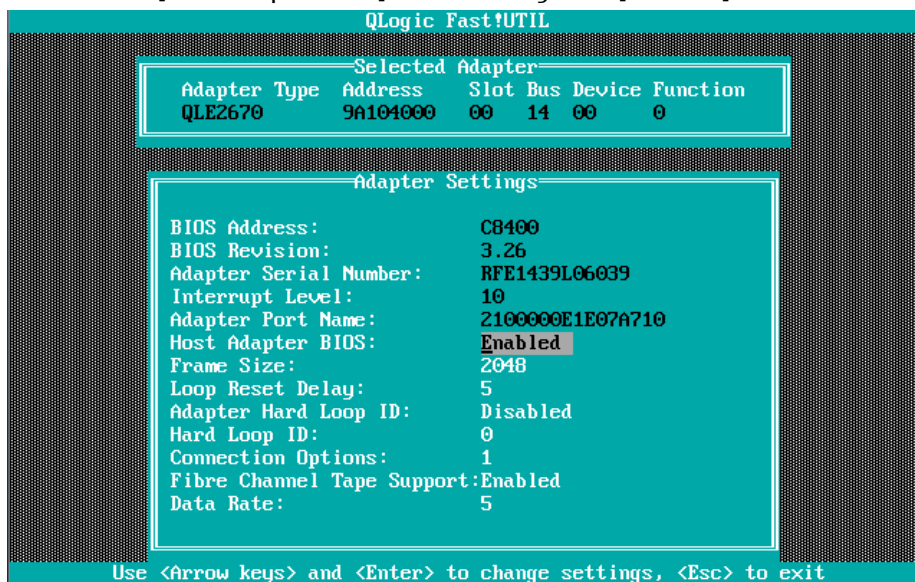 QLogic Fast!UTIL
Selected Adapter
Adapter Type Address Slot Bus Device Function
QLE2670 9A104000 00 14 00 0
Adapter Settings
BIOS Address: C8400
BIOS Revision: 3.26
Adapter Serial Number: RFE1439L06039
Interrupt Level: 10
Adapter Port Name: 2100000E1E07A710
Host Adapter BIOS: Enabled
Frame Size: 2048
Loop Reset Delay: 5
Adapter Hard Loop ID: Disabled
Hard Loop ID: 0
Connection Options: 1
Fibre Channel Tape Support:Enabled
Data Rate: 5
Use <Arrow keys> and <Enter> to change settings, <Esc> to exit